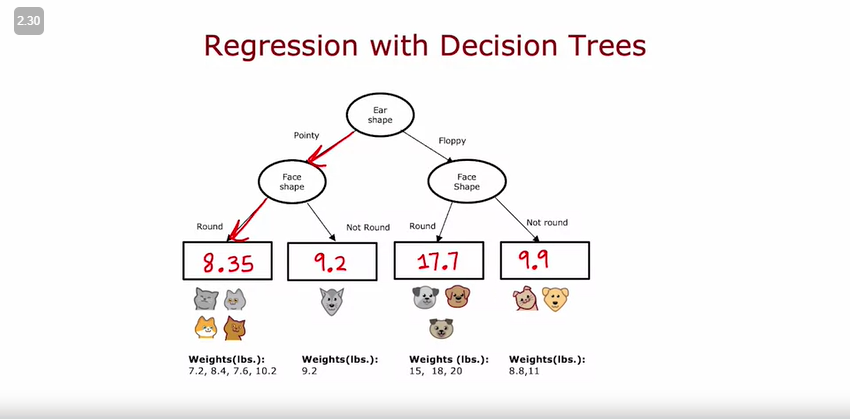 2.30
Regression with Decision Trees
Ear
shape
Pointy
Floppy
Face
shape
Face
Shape
Round
Not Round
Round
Not round
8.35
9.2
17.7
9.9
Weights(lbs.):
7.2, 8.4, 7.6, 10.2
Weights(lbs.):
9.2
Weights (lbs.):
15, 18, 20
Weights(lbs.):
8.8,11